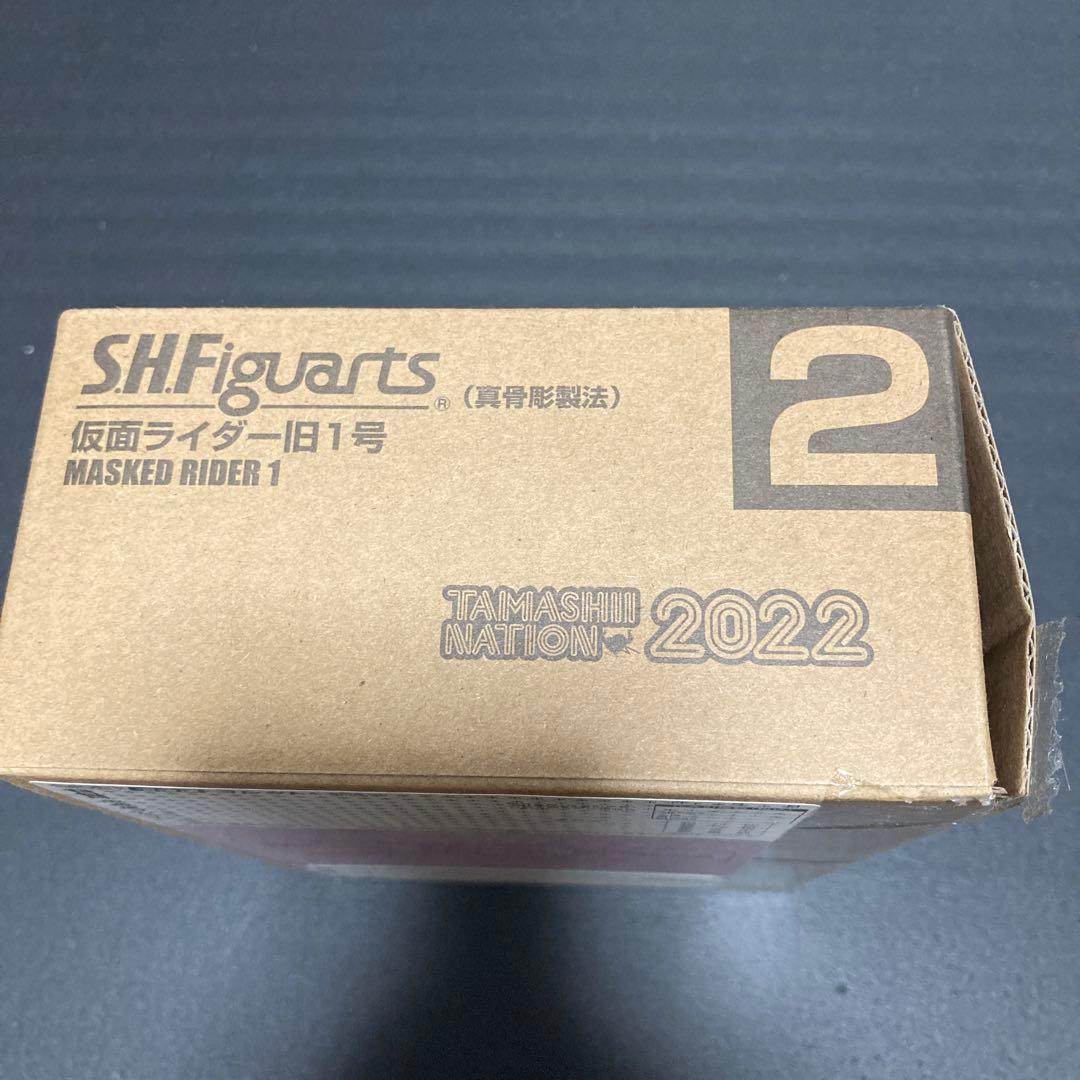 S.H.Figuarts® (真骨彫製法)
仮面ライダー旧1号
MASKED RIDER 1
2
TAMASHII
NATION 2022